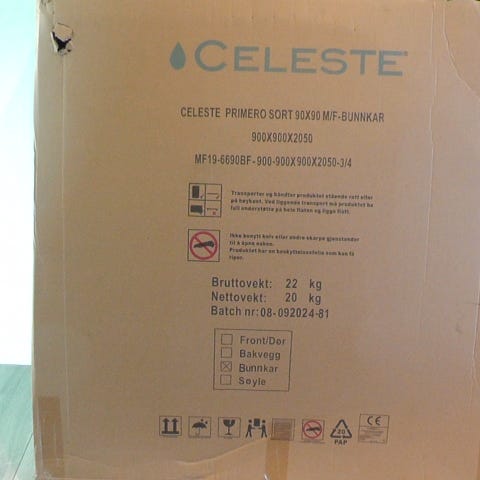 CELESTE
CELESTE PRIMERO SORT 90X90 M/F-BUNNKAR
900X900X2050
MF19-6690BF-900-900X900X2050-3/4
Transporter og håndter produktet stående rett eller
på høykant. Ved liggende transport må produktet ha
full understøtte på hele flaten og ligge flatt.
Ikke benytt kniv eller andre skarpe gjenstander
til å åpne esken.
Produktet har en beskyttelsesfolie som kan få
riper.
Bruttovekt: 22 kg
Nettovekt: 20 kg
Batch nr: 08-092024-81
Front/Dør
Bakvegg
Bunnkar
Søyle
20
PAP
CE